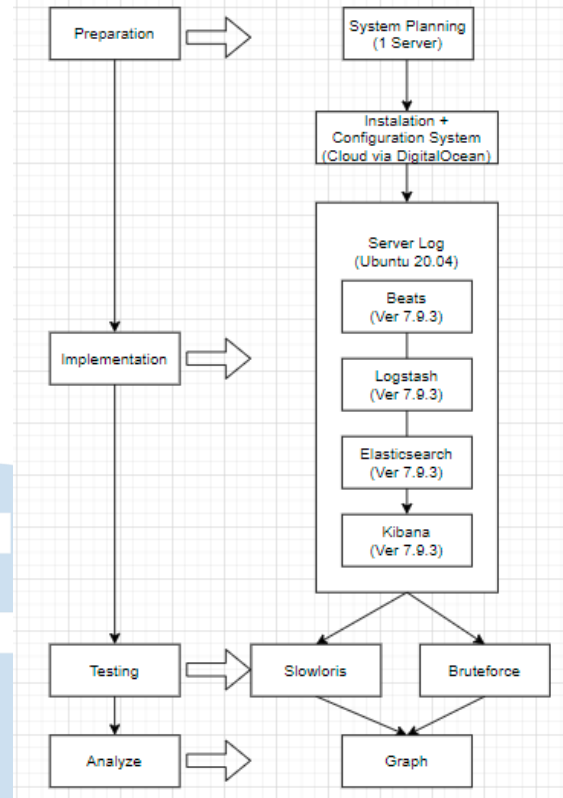 Preparation
System Planning
(1 Server)
Instalation +
Configuration System
(Cloud via DigitalOcean)
Server Log
(Ubuntu 20.04)
Beats
(Ver 7.9.3)
Implementation
Logstash
(Ver 7.9.3)
Elasticsearch
(Ver 7.9.3)
Kibana
(Ver 7.9.3)
Testing
Slowloris
Bruteforce
Analyze
Graph